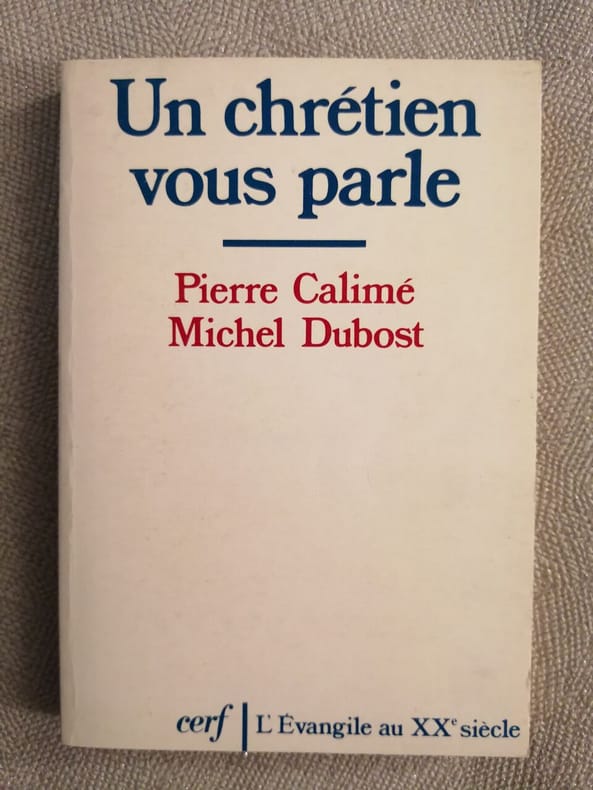 Un chrétien
vous parle
Pierre Calimé
Michel Dubost
cerf | L'Évangile au XXe siècle